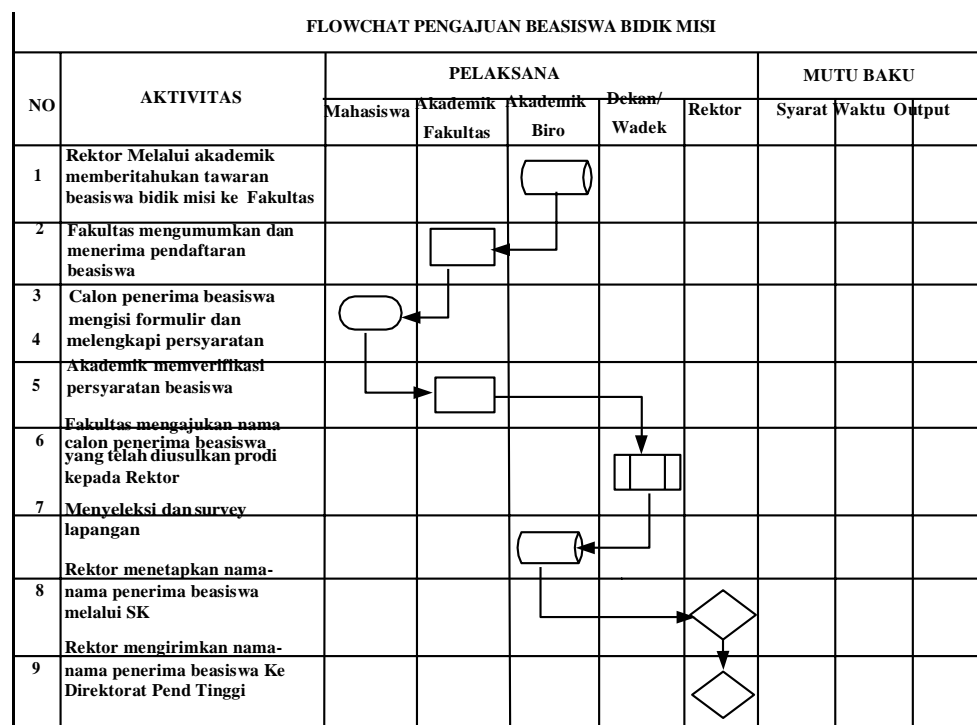 FLOWCHAT PENGAJUAN BEASISWA BIDIK MISI
NO
AKTIVITAS
PELAKSANA
MUTU BAKU
Mahasiswa
Akademik
Fakultas
Akademik
Biro
Dekan/
Wadek
Rektor
Syarat
Waktu
Output
1
Rektor Melalui akademik
memberitahukan tawaran
beasiswa bidik misi ke Fakultas
2
Fakultas mengumumkan dan
menerima pendaftaran
beasiswa
3
Calon penerima beasiswa
mengisi formulir dan
4
melengkapi persyaratan
Akademik memverifikasi
5
persyaratan beasiswa
Fakultas mengajukan nama
6
calon penerima beasiswa
yang telah diusulkan prodi
kepada Rektor
7
Menyeleksi dan survey
lapangan
Rektor menetapkan nama-
8
nama penerima beasiswa
melalui SK
Rektor mengirimkan nama-
9
nama penerima beasiswa Ke
Direktorat Pend Tinggi